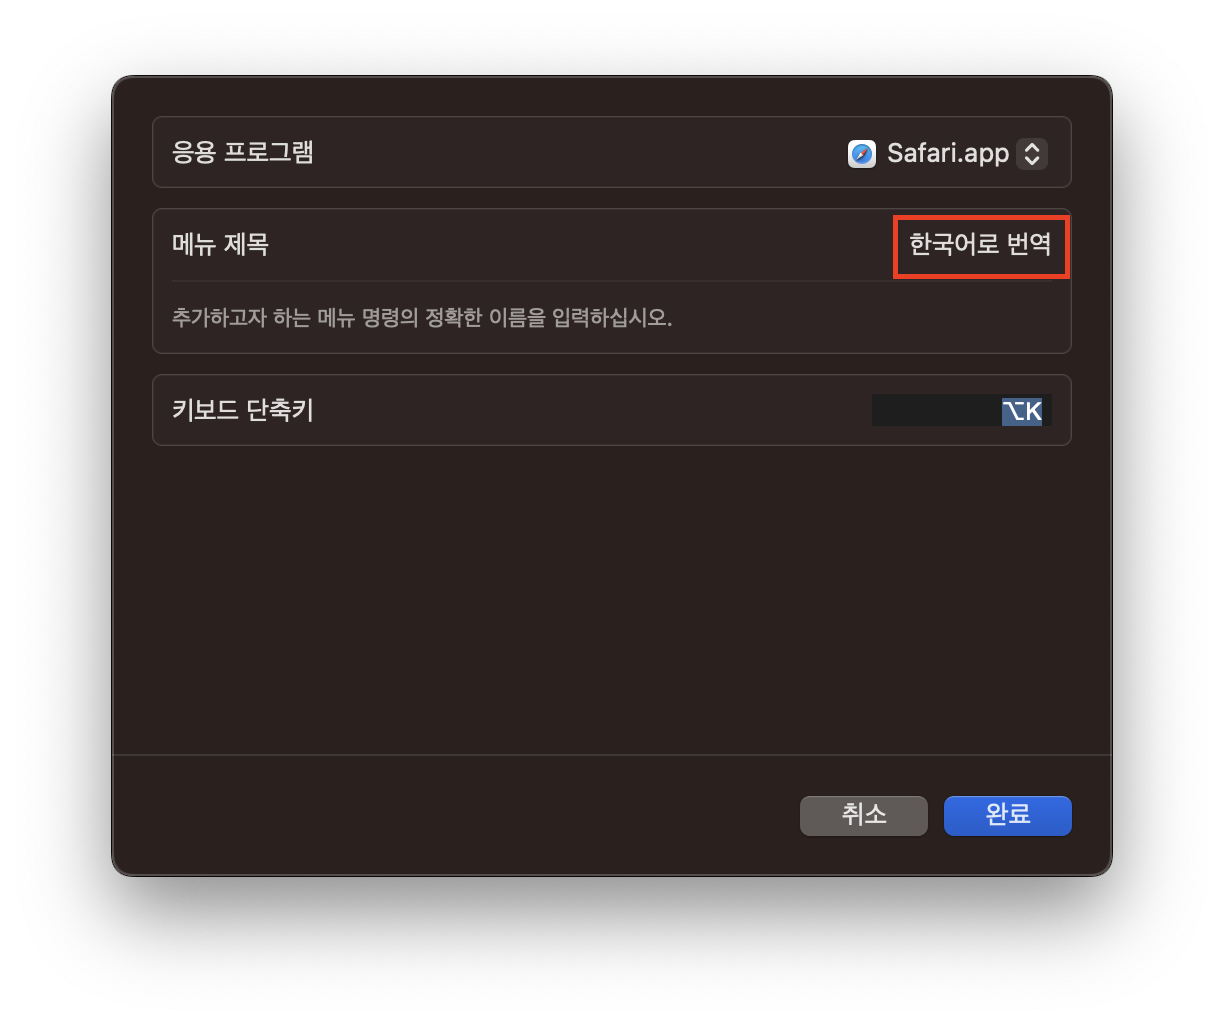 응용 프로그램 Safari.app
메뉴 제목 한국어로 번역
추가하고자 하는 메뉴 명령의 정확한 이름을 입력하십시오.
키보드 단축키 ⌥K
취소 완료